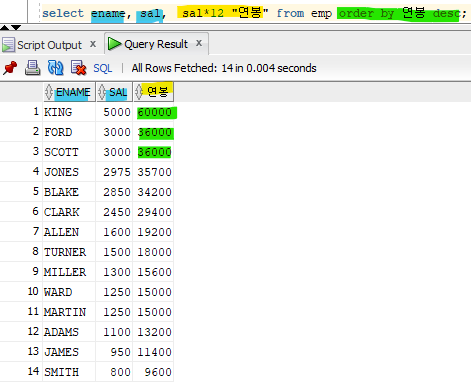 select ename, sal, sal*12 "연봉" from emp order by 연봉 desc;
Script Output x Query Result x
SQL | All Rows Fetched: 14 in 0.004 seconds
ENAME SAL 연봉
1 KING 5000 60000
2 FORD 3000 36000
3 SCOTT 3000 36000
4 JONES 2975 35700
5 BLAKE 2850 34200
6 CLARK 2450 29400
7 ALLEN 1600 19200
8 TURNER 1500 18000
9 MILLER 1300 15600
10 WARD 1250 15000
11 MARTIN 1250 15000
12 ADAMS 1100 13200
13 JAMES 950 11400
14 SMITH 800 9600